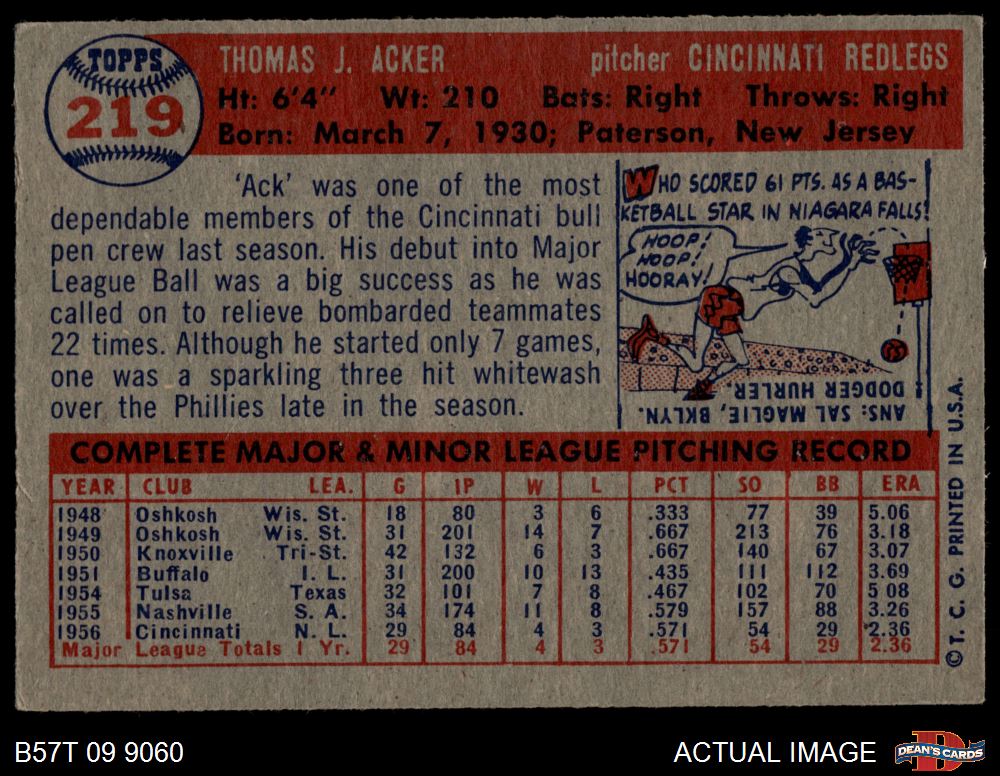 TOPPS
219
THOMAS J. ACKER pitcher CINCINNATI REDLEGS
Ht: 6'4" Wt: 210 Bats: Right Throws: Right
Born: March 7, 1930; Paterson, New Jersey
'Ack' was one of the most
dependable members of the Cincinnati bull
pen crew last season. His debut into Major
League Ball was a big success as he was
called on to relieve bombarded teammates
22 times. Although he started only 7 games,
one was a sparkling three hit whitewash
over the Phillies late in the season.
WHO SCORED 61 PTS. AS A BAS-
KETBALL STAR IN NIAGARA FALLS?
HOOP!
HOOP!
HOORAY!
ANS: SAL MAGLIE, BKLYN.
DODGER HURLER.
COMPLETE MAJOR & MINOR LEAGUE PITCHING RECORD
YEAR CLUB LEA. G IP W L PCT SO BB ERA
1948 Oshkosh Wis. St. 18 80 3 6 .333 77 39 5.06
1949 Oshkosh Wis. St. 31 201 14 7 .667 213 76 3.18
1950 Knoxville Tri-St. 42 132 6 3 .667 140 67 3.07
1951 Buffalo I. L. 31 200 10 13 .435 111 112 3.69
1954 Tulsa Texas 32 101 7 8 .467 102 70 5 08
1955 Nashville S. A. 34 174 11 8 .579 157 88 3.26
1956 Cincinnati N. L. 29 84 4 3 .571 54 29 2.36
Major League Totals 1 Yr. 29 84 4 3 .571 54 29 2.36
© T. C. G. PRINTED IN U.S.A.
B57T 09 9060
ACTUAL IMAGE
D
DEAN'S CARDS